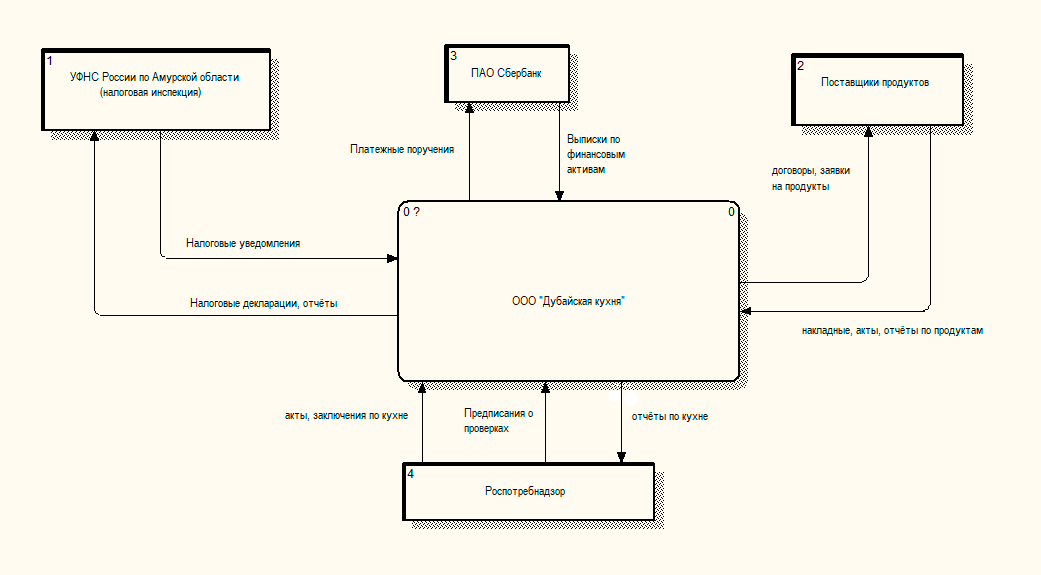 1
УФНС России по Амурской области
(налоговая инспекция)
3
ПАО Сбербанк
2
Поставщики продуктов
Платежные поручения
Выписки по
финансовым
активам
договоры, заявки
на продукты
0 ?
0
Налоговые уведомления
Налоговые декларации, отчёты
ООО "Дубайская кухня"
накладные, акты, отчёты по продуктам
акты, заключения по кухне
Предписания о
проверках
отчёты по кухне
4
Роспотребнадзор